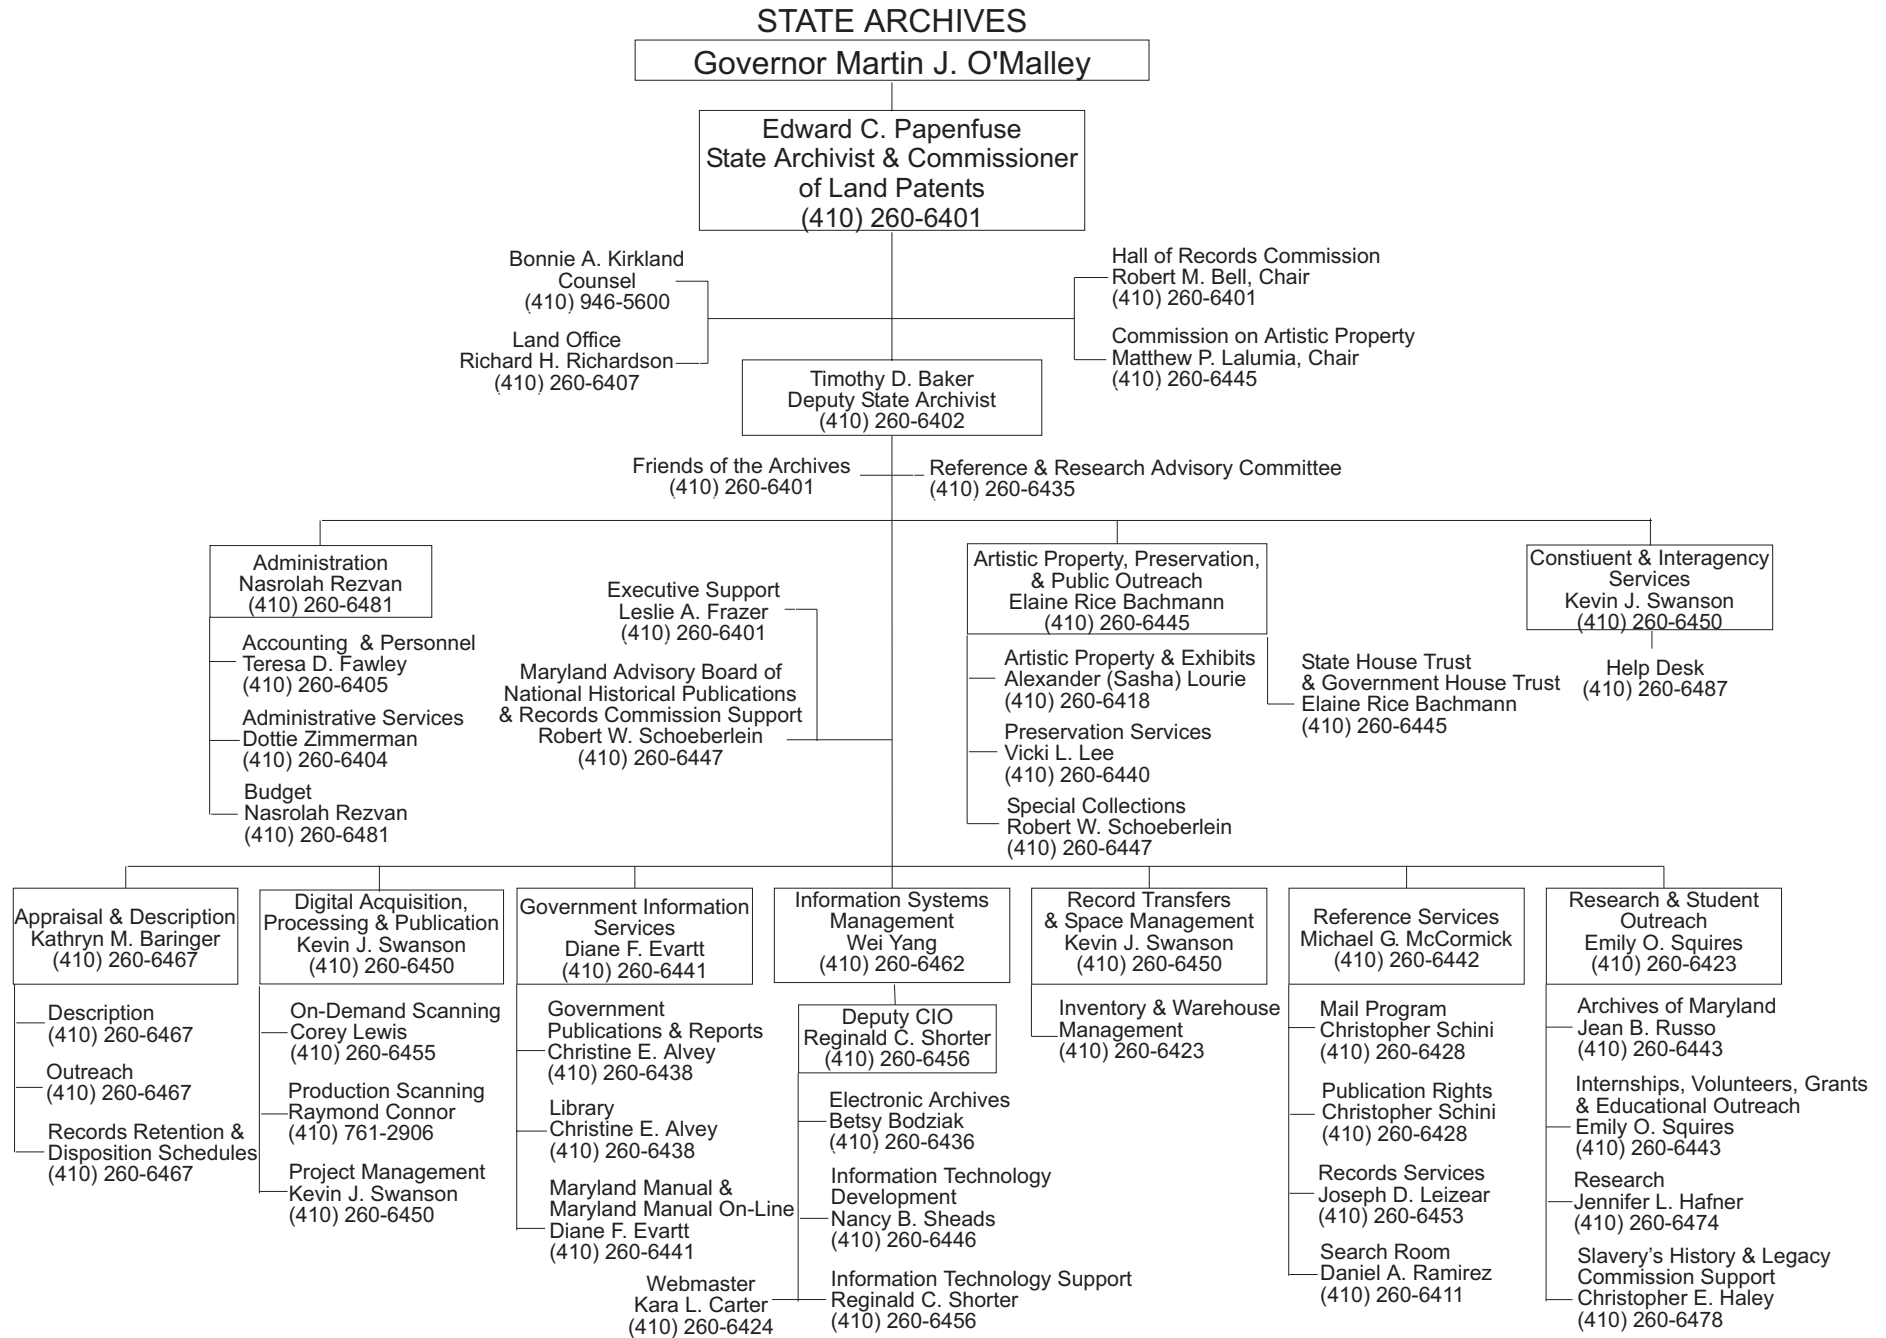 STATE ARCHIVES
Governor Martin J. O'Malley
Edward C. Papenfuse
State Archivist & Commissioner
of Land Patents
(410) 260-6401
Bonnie A. Kirkland
Counsel
(410) 946-5600
Land Office
Richard H. Richardson
(410) 260-6407
Hall of Records Commission
Robert M. Bell, Chair
(410) 260-6401
Commission on Artistic Property
Matthew P. Lalumia, Chair
(410) 260-6445
Timothy D. Baker
Deputy State Archivist
(410) 260-6402
Friends of the Archives
(410) 260-6401
Reference & Research Advisory Committee
(410) 260-6435
Administration
Nasrolah Rezvan
(410) 260-6481
Accounting & Personnel
Teresa D. Fawley
(410) 260-6405
Administrative Services
Dottie Zimmerman
(410) 260-6404
Budget
Nasrolah Rezvan
(410) 260-6481
Executive Support
Leslie A. Frazer
(410) 260-6401
Maryland Advisory Board of
National Historical Publications
& Records Commission Support
Robert W. Schoeberlein
(410) 260-6447
Artistic Property, Preservation,
& Public Outreach
Elaine Rice Bachmann
(410) 260-6445
Artistic Property & Exhibits
Alexander (Sasha) Lourie
(410) 260-6418
Preservation Services
Vicki L. Lee
(410) 260-6440
Special Collections
Robert W. Schoeberlein
(410) 260-6447
State House Trust
& Government House Trust
Elaine Rice Bachmann
(410) 260-6445
Constiuent & Interagency
Services
Kevin J. Swanson
(410) 260-6450
Help Desk
(410) 260-6487
Appraisal & Description
Kathryn M. Baringer
(410) 260-6467
Description
(410) 260-6467
Outreach
(410) 260-6467
Records Retention &
Disposition Schedules
(410) 260-6467
Digital Acquisition,
Processing & Publication
Kevin J. Swanson
(410) 260-6450
On-Demand Scanning
Corey Lewis
(410) 260-6455
Production Scanning
Raymond Connor
(410) 761-2906
Project Management
Kevin J. Swanson
(410) 260-6450
Government Information
Services
Diane F. Evartt
(410) 260-6441
Government
Publications & Reports
Christine E. Alvey
(410) 260-6438
Library
Christine E. Alvey
(410) 260-6438
Maryland Manual &
Maryland Manual On-Line
Diane F. Evartt
(410) 260-6441
Information Systems
Management
Wei Yang
(410) 260-6462
Deputy CIO
Reginald C. Shorter
(410) 260-6456
Electronic Archives
Betsy Bodziak
(410) 260-6436
Information Technology
Development
Nancy B. Sheads
(410) 260-6446
Information Technology Support
Reginald C. Shorter
(410) 260-6456
Webmaster
Kara L. Carter
(410) 260-6424
Record Transfers
& Space Management
Kevin J. Swanson
(410) 260-6450
Inventory & Warehouse
Management
(410) 260-6423
Reference Services
Michael G. McCormick
(410) 260-6442
Mail Program
Christopher Schini
(410) 260-6428
Publication Rights
Christopher Schini
(410) 260-6428
Records Services
Joseph D. Leizear
(410) 260-6453
Search Room
Daniel A. Ramirez
(410) 260-6411
Research & Student
Outreach
Emily O. Squires
(410) 260-6423
Archives of Maryland
Jean B. Russo
(410) 260-6443
Internships, Volunteers, Grants
& Educational Outreach
Emily O. Squires
(410) 260-6443
Research
Jennifer L. Hafner
(410) 260-6474
Slavery's History & Legacy
Commission Support
Christopher E. Haley
(410) 260-6478